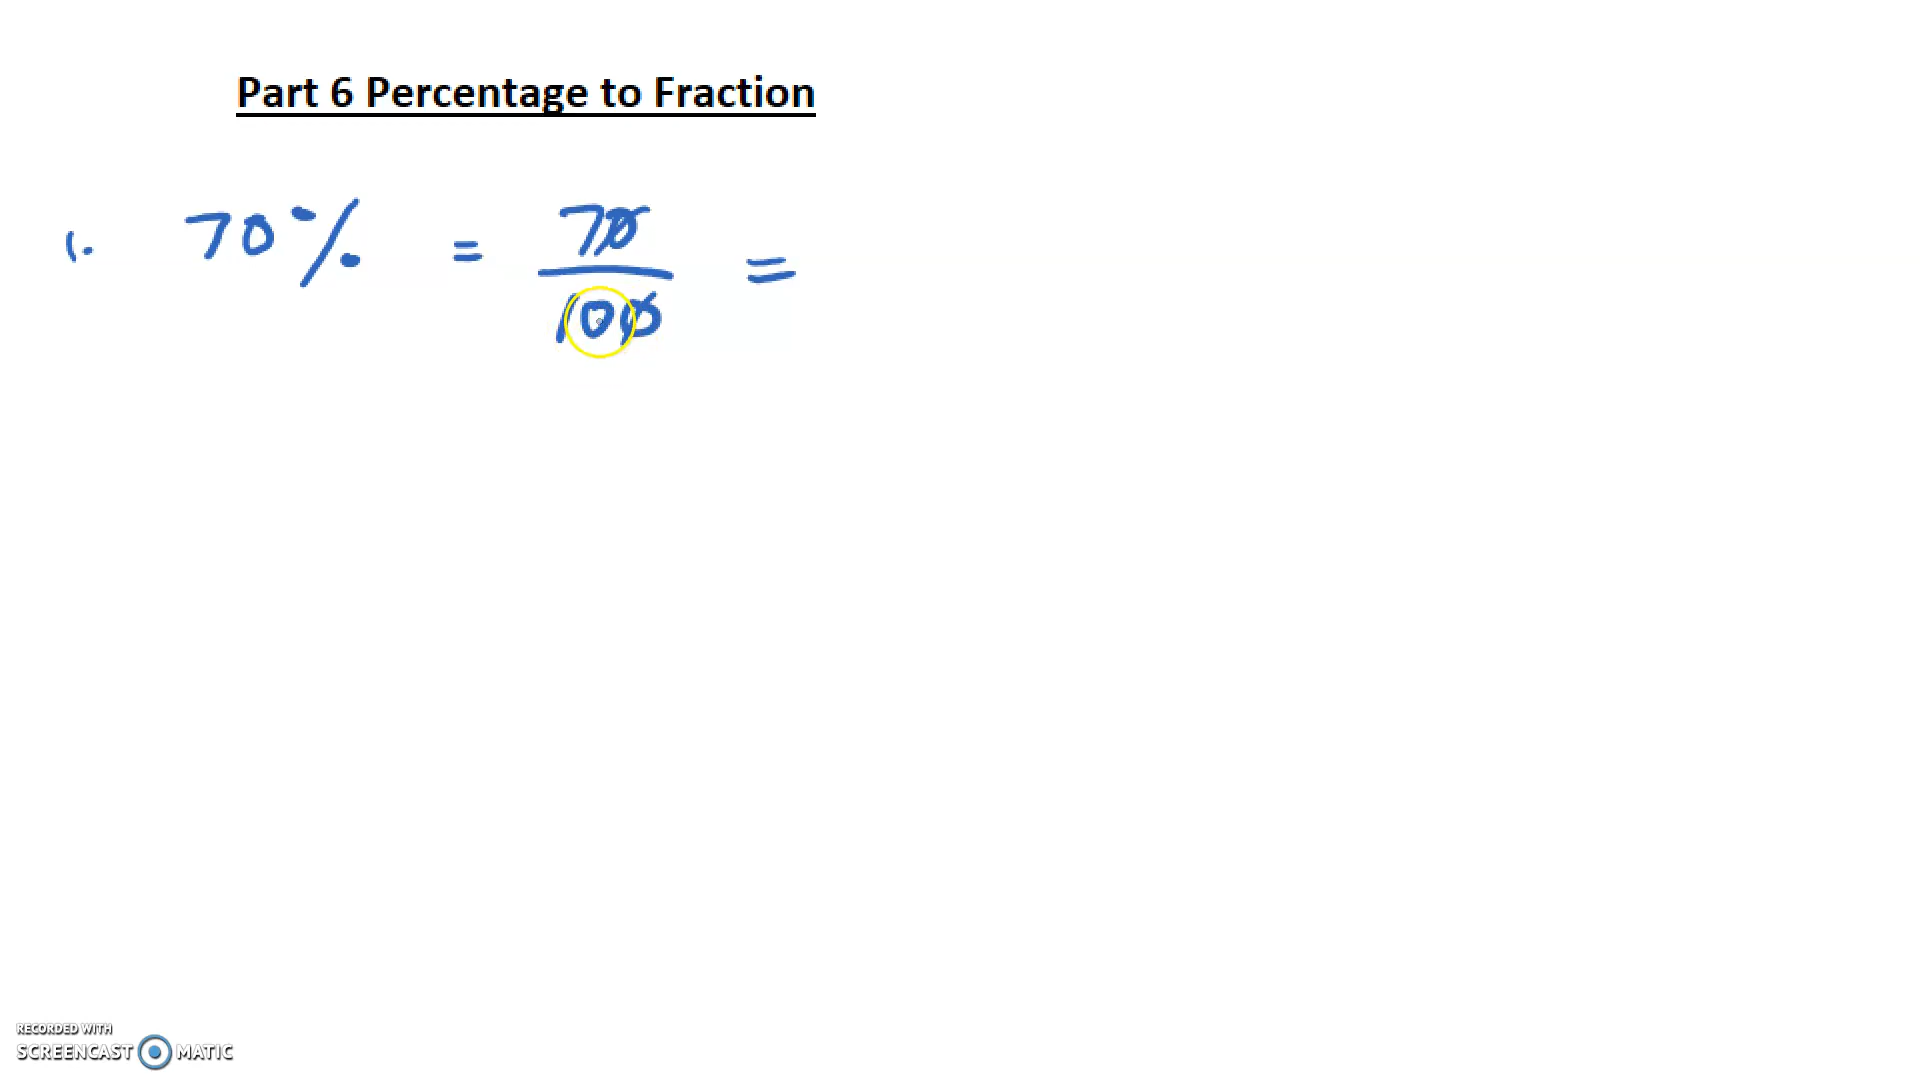 Part 6 Percentage to Fraction
1. 70% = 70/100 =
RECORDED WITH
SCREENCAST MATIC